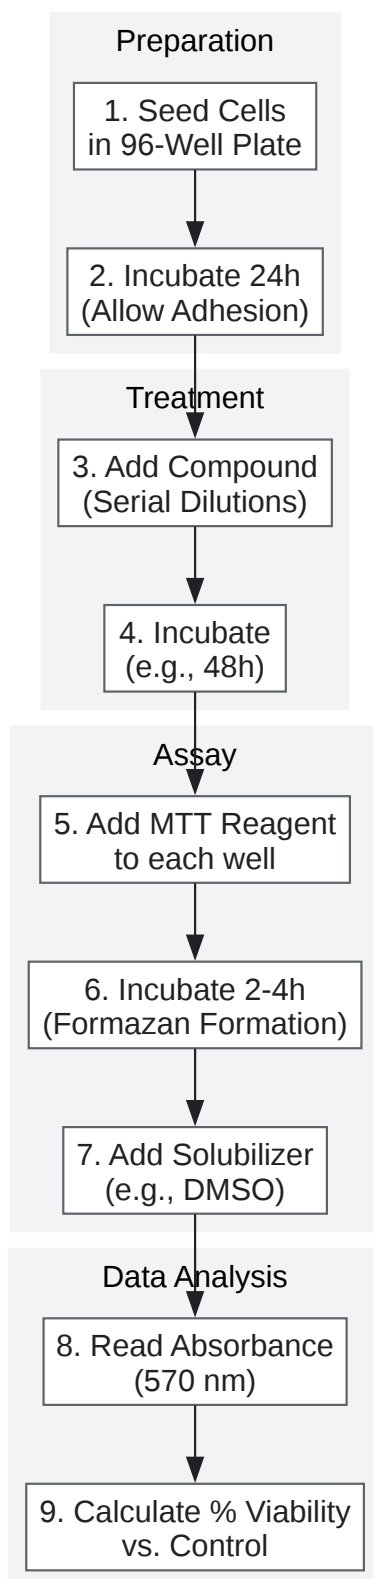 Preparation
1. Seed Cells
in 96-Well Plate
2. Incubate 24h
(Allow Adhesion)
Treatment
3. Add Compound
(Serial Dilutions)
4. Incubate
(e.g., 48h)
Assay
5. Add MTT Reagent
to each well
6. Incubate 2-4h
(Formazan Formation)
7. Add Solubilizer
(e.g., DMSO)
Data Analysis
8. Read Absorbance
(570 nm)
9. Calculate % Viability
vs. Control